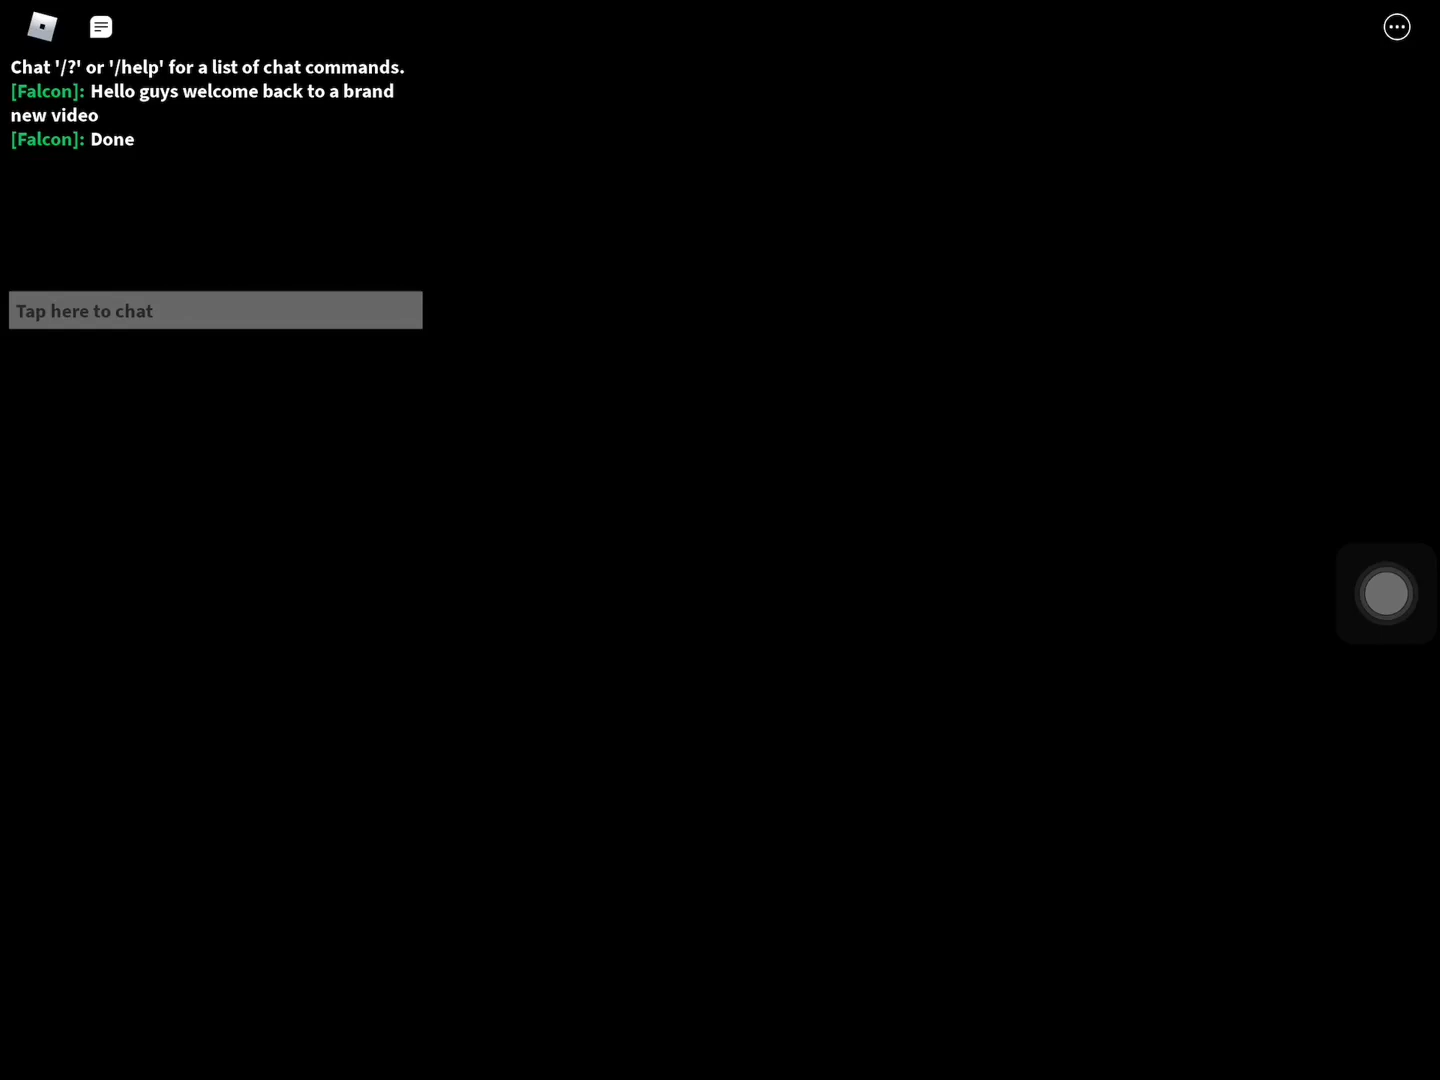 Chat '/?' or '/help' for a list of chat commands.
[Falcon]: Hello guys welcome back to a brand
new video
[Falcon]: Done
Tap here to chat